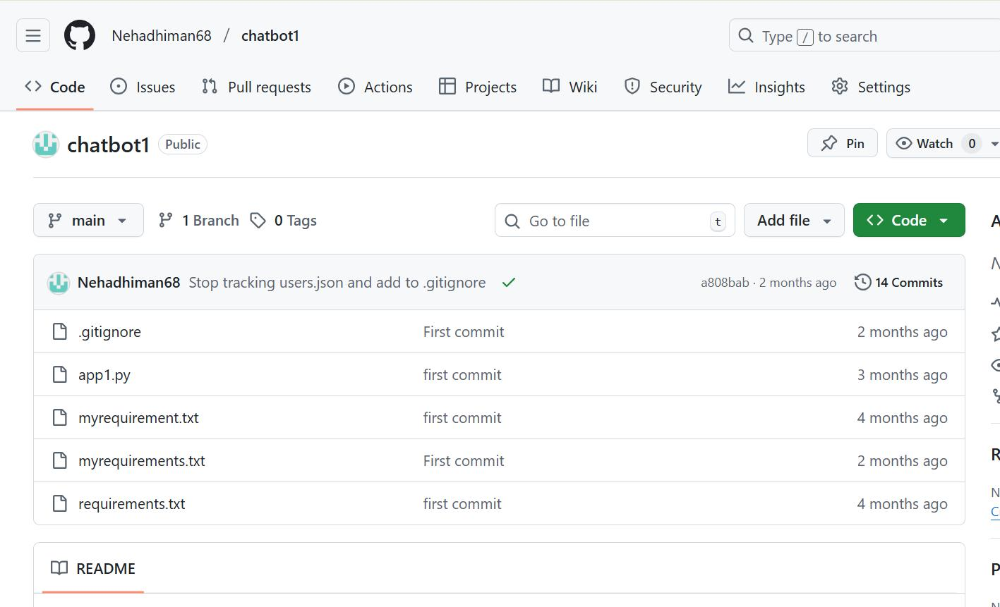 Nehadhiman68 / chatbot1
Type / to search
Code Issues Pull requests Actions Projects Wiki Security Insights Settings
chatbot1 Public
Pin
Watch 0
main
1 Branch
0 Tags
Go to file t
Add file
Code
Nehadhiman68 Stop tracking users.json and add to .gitignore
a808bab · 2 months ago
14 Commits
.gitignore First commit 2 months ago
app1.py first commit 3 months ago
myrequirement.txt first commit 4 months ago
myrequirements.txt First commit 2 months ago
requirements.txt first commit 4 months ago
README